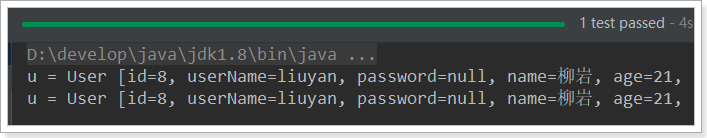 1 test passed - 4s
D:\develop\java\jdk1.8\bin\java ...
u = User [id=8, userName=liuyan, password=null, name=柳岩, age=21,
u = User [id=8, userName=liuyan, password=null, name=柳岩, age=21,